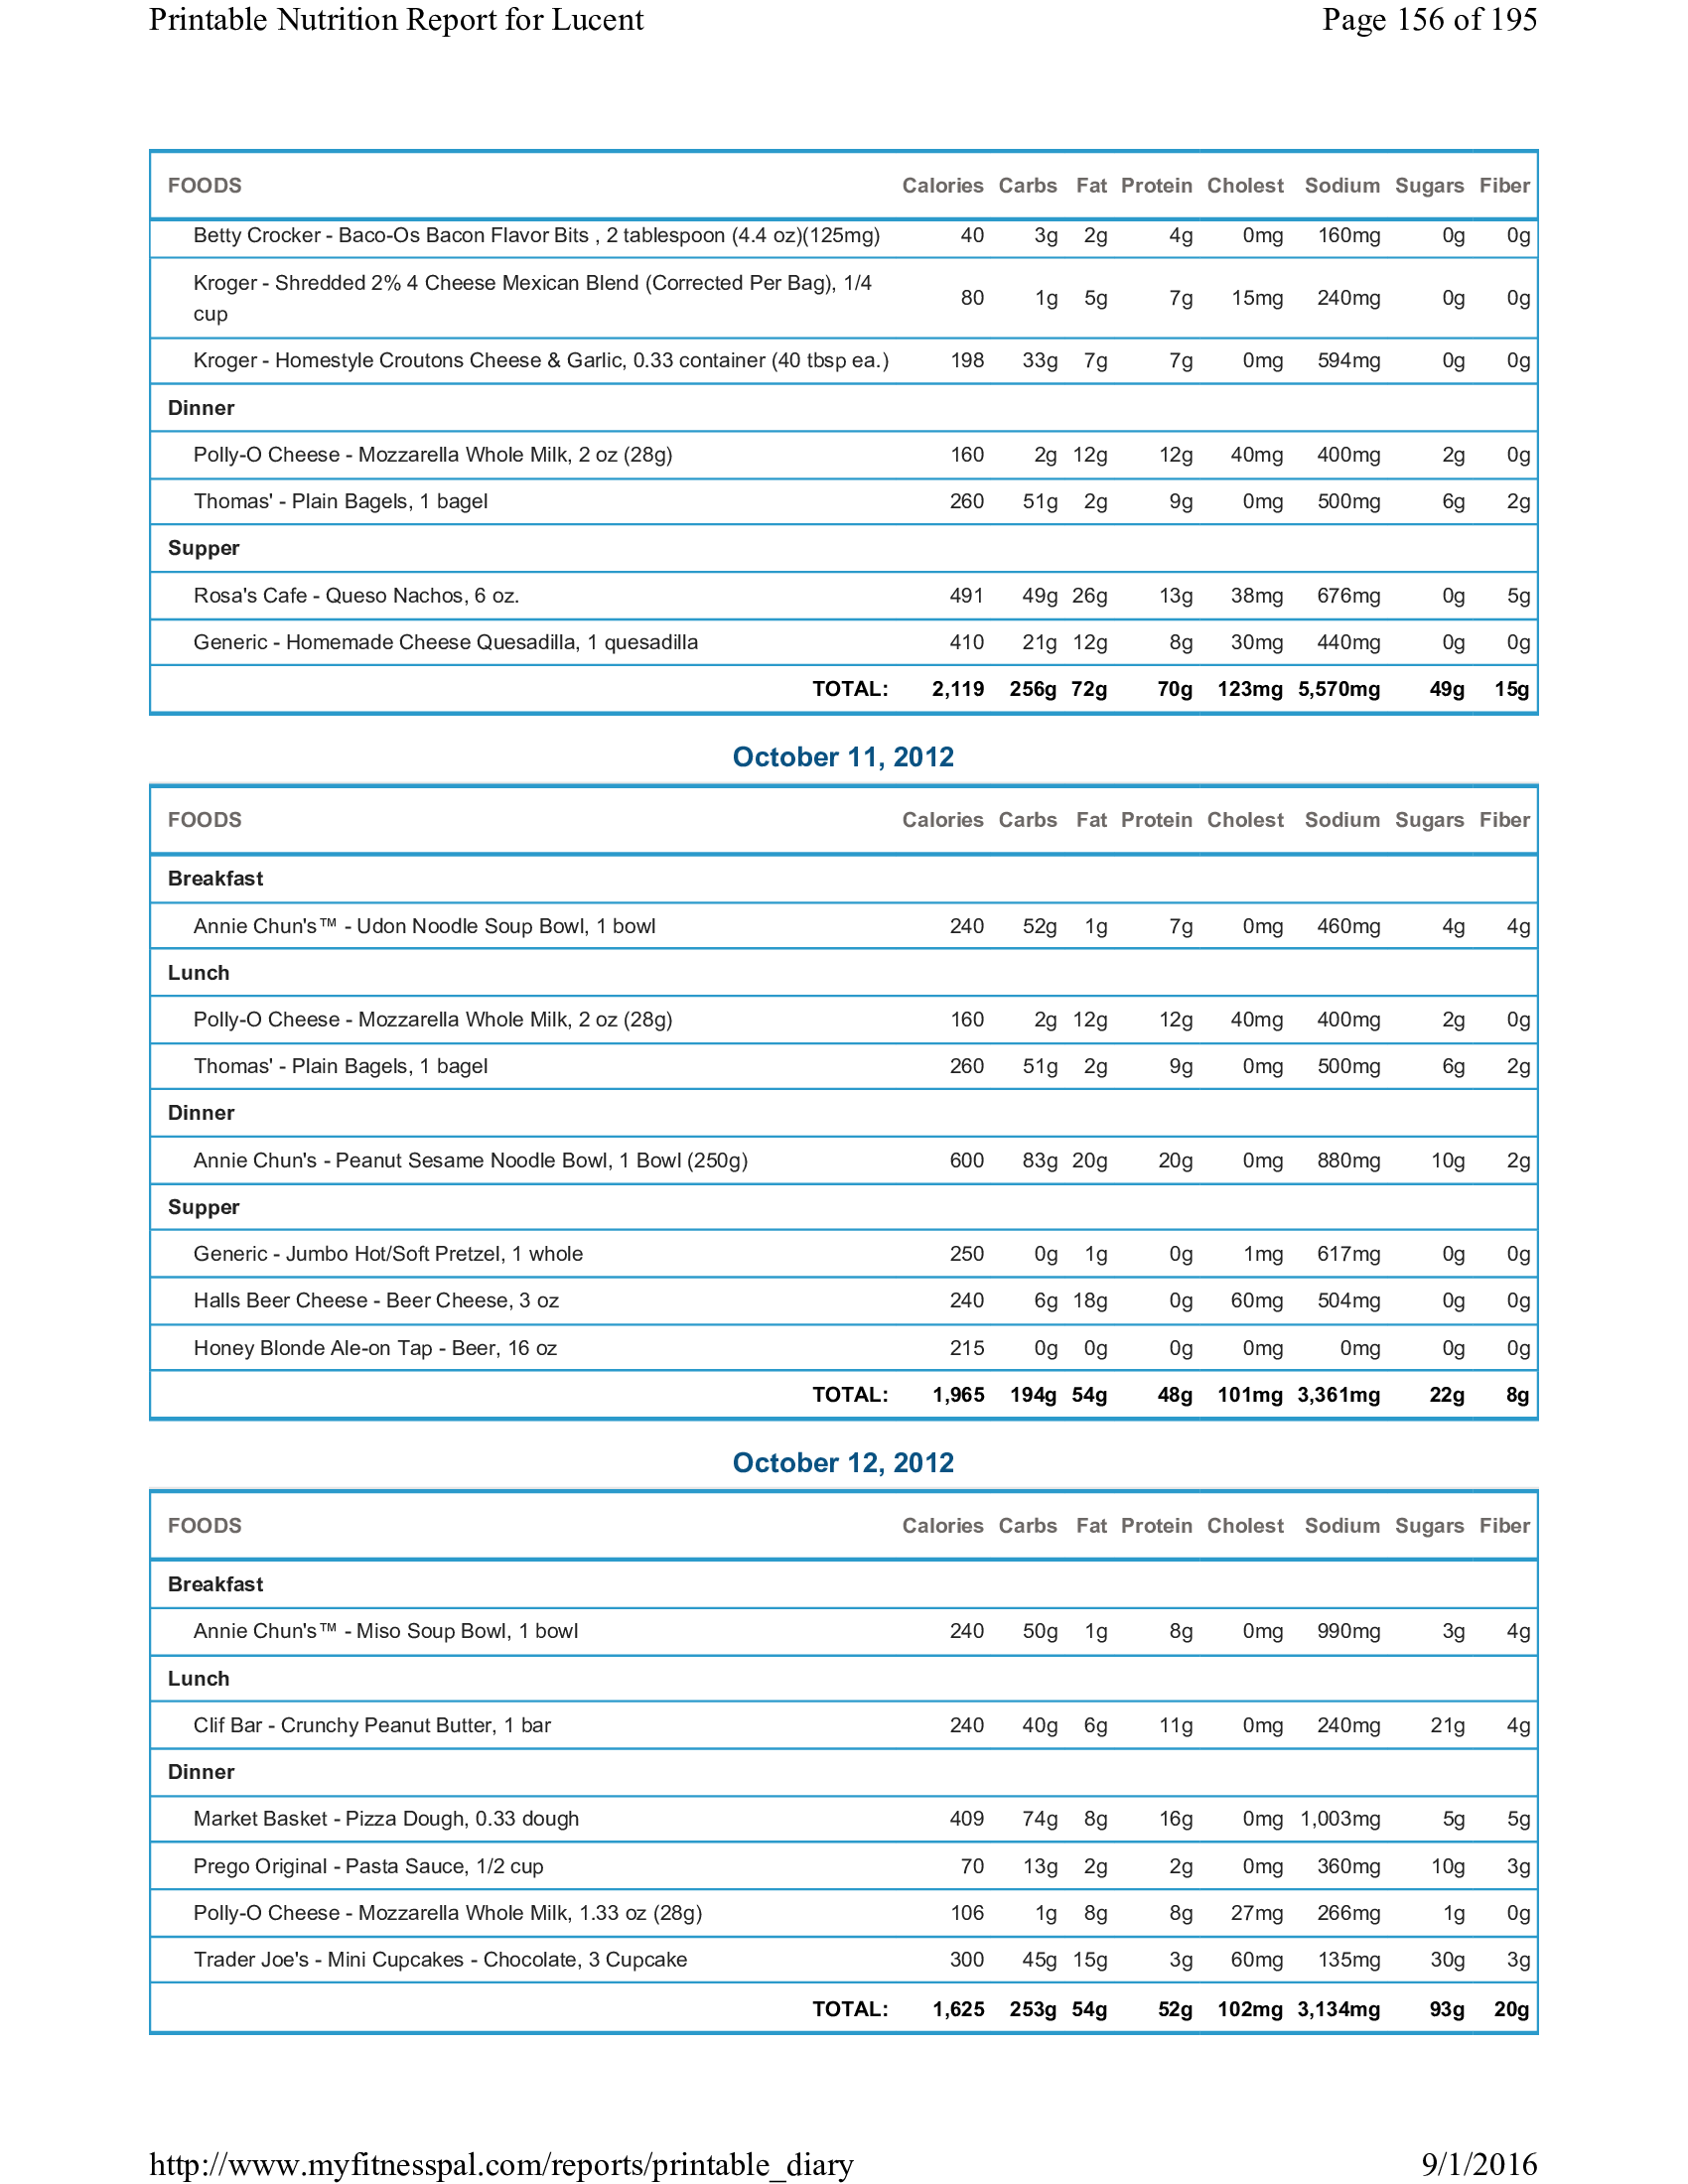 Printable Nutrition Report for Lucent Page 156 of 195
FOODS Calories Carbs Fat Protein Cholest Sodium Sugars Fiber
Betty Crocker - Baco-Os Bacon Flavor Bits , 2 tablespoon (4.4 oz)(125mg) 40 3g 2g 4g 0mg 160mg 0g 0g
Kroger - Shredded 2% 4 Cheese Mexican Blend (Corrected Per Bag), 1/4
cup 80 1g 5g 7g 15mg 240mg 0g 0g
Kroger - Homestyle Croutons Cheese & Garlic, 0.33 container (40 tbsp ea.) 198 33g 7g 7g 0mg 594mg 0g 0g
Dinner
Polly-O Cheese - Mozzarella Whole Milk, 2 oz (28g) 160 2g 12g 12g 40mg 400mg 2g 0g
Thomas' - Plain Bagels, 1 bagel 260 51g 2g 9g 0mg 500mg 6g 2g
Supper
Rosa's Cafe - Queso Nachos, 6 oz. 491 49g 26g 13g 38mg 676mg 0g 5g
Generic - Homemade Cheese Quesadilla, 1 quesadilla 410 21g 12g 8g 30mg 440mg 0g 0g
TOTAL: 2,119 256g 72g 70g 123mg 5,570mg 49g 15g
October 11, 2012
FOODS Calories Carbs Fat Protein Cholest Sodium Sugars Fiber
Breakfast
Annie Chun's™ - Udon Noodle Soup Bowl, 1 bowl 240 52g 1g 7g 0mg 460mg 4g 4g
Lunch
Polly-O Cheese - Mozzarella Whole Milk, 2 oz (28g) 160 2g 12g 12g 40mg 400mg 2g 0g
Thomas' - Plain Bagels, 1 bagel 260 51g 2g 9g 0mg 500mg 6g 2g
Dinner
Annie Chun's - Peanut Sesame Noodle Bowl, 1 Bowl (250g) 600 83g 20g 20g 0mg 880mg 10g 2g
Supper
Generic - Jumbo Hot/Soft Pretzel, 1 whole 250 0g 1g 0g 1mg 617mg 0g 0g
Halls Beer Cheese - Beer Cheese, 3 oz 240 6g 18g 0g 60mg 504mg 0g 0g
Honey Blonde Ale-on Tap - Beer, 16 oz 215 0g 0g 0g 0mg 0mg 0g 0g
TOTAL: 1,965 194g 54g 48g 101mg 3,361mg 22g 8g
October 12, 2012
FOODS Calories Carbs Fat Protein Cholest Sodium Sugars Fiber
Breakfast
Annie Chun's™ - Miso Soup Bowl, 1 bowl 240 50g 1g 8g 0mg 990mg 3g 4g
Lunch
Clif Bar - Crunchy Peanut Butter, 1 bar 240 40g 6g 11g 0mg 240mg 21g 4g
Dinner
Market Basket - Pizza Dough, 0.33 dough 409 74g 8g 16g 0mg 1,003mg 5g 5g
Prego Original - Pasta Sauce, 1/2 cup 70 13g 2g 2g 0mg 360mg 10g 3g
Polly-O Cheese - Mozzarella Whole Milk, 1.33 oz (28g) 106 1g 8g 8g 27mg 266mg 1g 0g
Trader Joe's - Mini Cupcakes - Chocolate, 3 Cupcake 300 45g 15g 3g 60mg 135mg 30g 3g
TOTAL: 1,625 253g 54g 52g 102mg 3,134mg 93g 20g
http://www.myfitnesspal.com/reports/printable_diary 9/1/2016